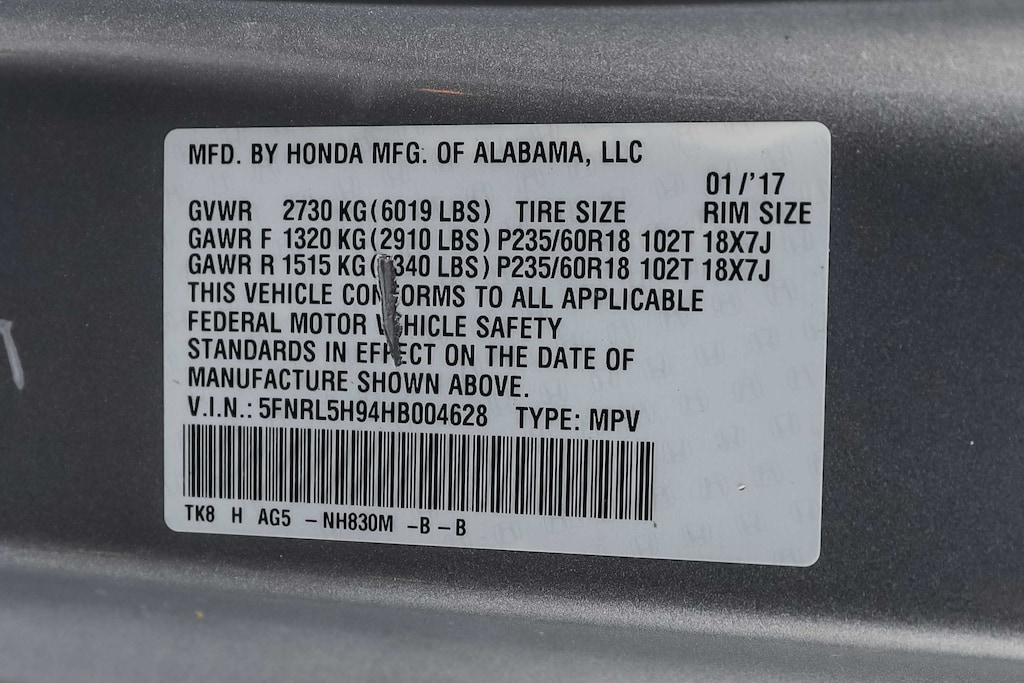 MFD. BY HONDA MFG. OF ALABAMA, LLC
01/'17
GVWR 2730 KG (6019 LBS) TIRE SIZE RIM SIZE
GAWR F 1320 KG (2910 LBS) P235/60R18 102T 18X7J
GAWR R 1515 KG ( 340 LBS) P235/60R18 102T 18X7J
THIS VEHICLE CONFORMS TO ALL APPLICABLE
FEDERAL MOTOR VEHICLE SAFETY
STANDARDS IN EFFECT ON THE DATE OF
MANUFACTURE SHOWN ABOVE.
V.I.N.: 5FNRL5H94HB004628 TYPE: MPV
TK8 H AG5 -NH830M -B-B